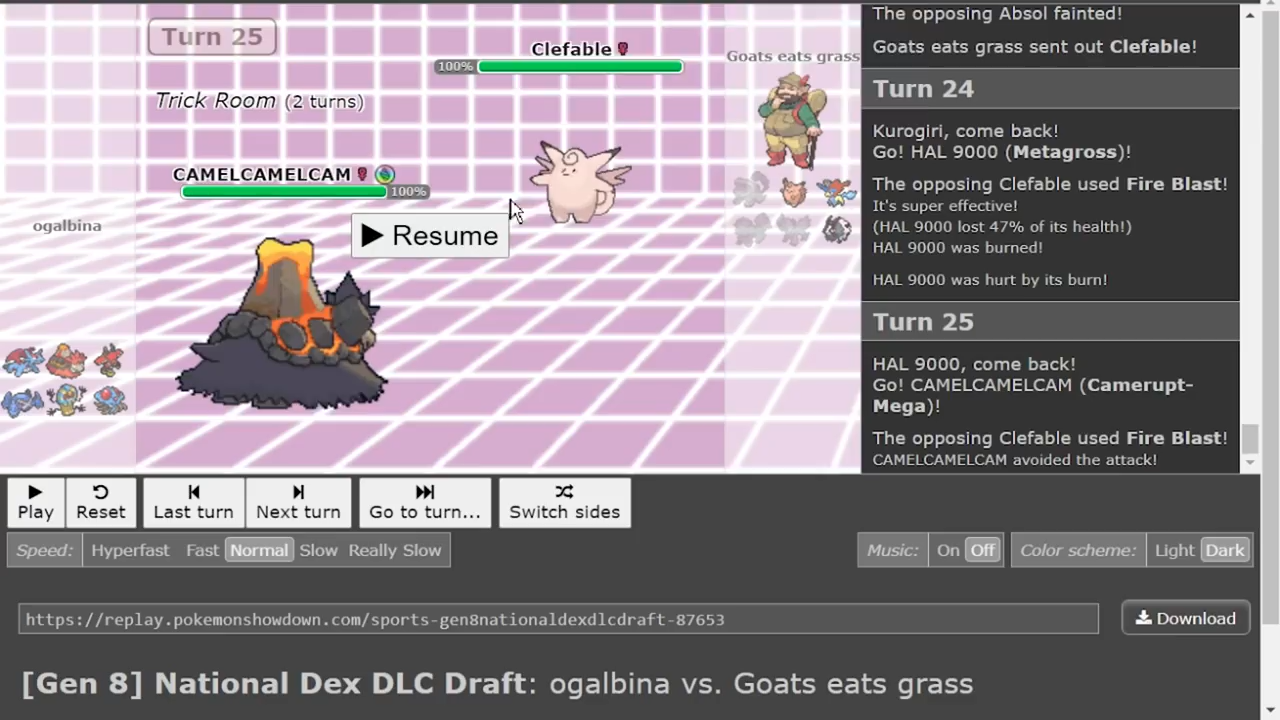 Turn 25
Trick Room (2 turns)
Clefable
100%
CAMELCAMELCAM
100%
ogalbina
Goats eats grass
Resume
The opposing Absol fainted!
Goats eats grass sent out Clefable!
Turn 24
Kurogiri, come back!
Go! HAL 9000 (Metagross)!
The opposing Clefable used Fire Blast!
It's super effective!
(HAL 9000 lost 47% of its health!)
HAL 9000 was burned!
HAL 9000 was hurt by its burn!
Turn 25
HAL 9000, come back!
Go! CAMELCAMELCAM (Camerupt-
Mega)!
The opposing Clefable used Fire Blast!
CAMELCAMELCAM avoided the attack!
Play
Reset
Last turn
Next turn
Go to turn...
Switch sides
Speed: Hyperfast Fast Normal Slow Really Slow
Music: On Off
Color scheme: Light Dark
https://replay.pokemonshowdown.com/sports-gen8nationaldexdlcdraft-87653
Download
[Gen 8] National Dex DLC Draft: ogalbina vs. Goats eats grass